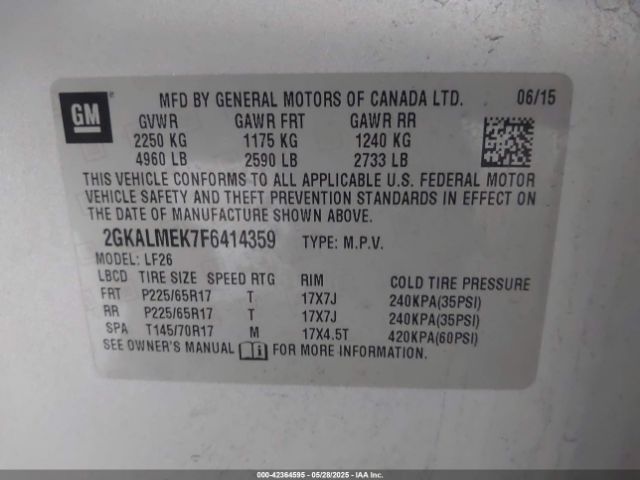 GM
MFD BY GENERAL MOTORS OF CANADA LTD. 06/15
GVWR GAWR FRT GAWR RR
2250 KG 1175 KG 1240 KG
4960 LB 2590 LB 2733 LB
THIS VEHICLE CONFORMS TO ALL APPLICABLE U.S. FEDERAL MOTOR
VEHICLE SAFETY AND THEFT PREVENTION STANDARDS IN EFFECT ON
THE DATE OF MANUFACTURE SHOWN ABOVE.
2GKALMEK7F6414359 TYPE: M.P.V.
MODEL: LF26
LBCD TIRE SIZE SPEED RTG RIM COLD TIRE PRESSURE
FRT P225/65R17 T 17X7J 240KPA(35PSI)
RR P225/65R17 T 17X7J 240KPA(35PSI)
SPA T145/70R17 M 17X4.5T 420KPA(60PSI)
SEE OWNER'S MANUAL FOR MORE INFORMATION.
000-42364595 - 05/28/2025 - IAAI.COM